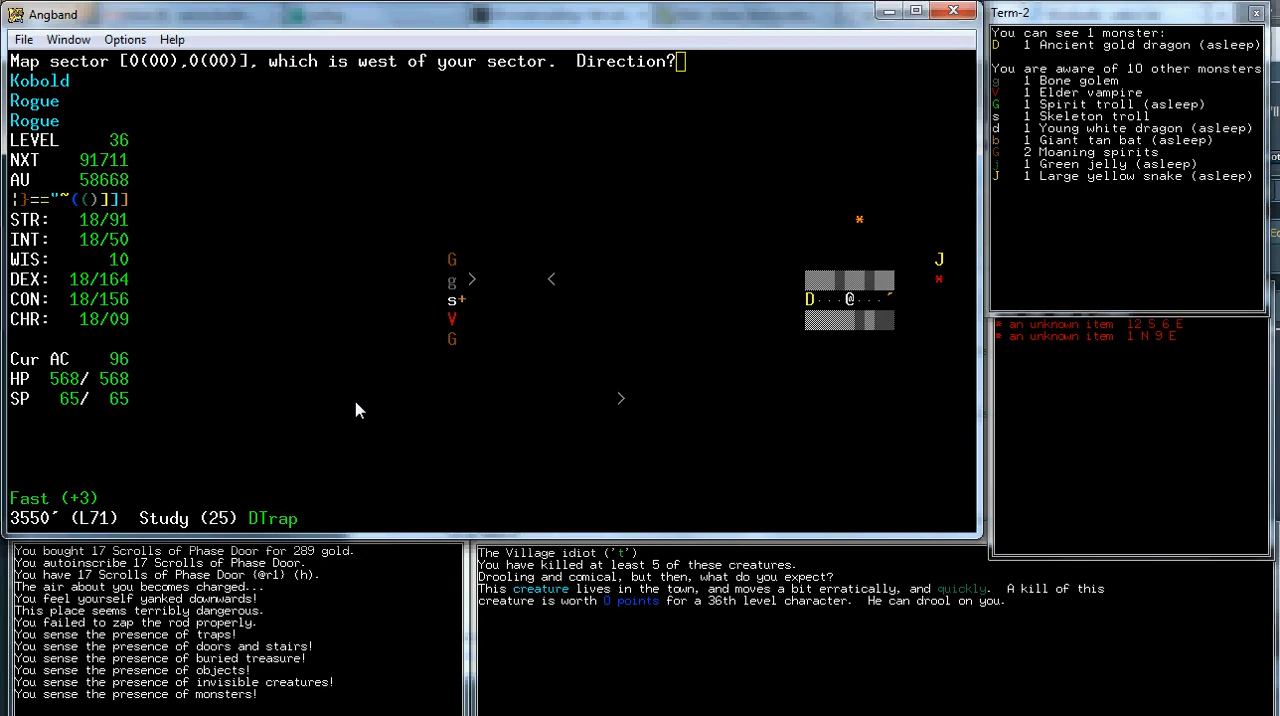 Angband
File Window Options Help
Map sector [0(00),0(00)], which is west of your sector. Direction?
Kobold
Rogue
Rogue
LEVEL 36
NXT 91711
AU 58668
¦}=="~(()]]]
STR: 18/91
INT: 18/50
WIS: 10
DEX: 18/164
CON: 18/156
CHR: 18/09
Cur AC 96
HP 568/ 568
SP 65/ 65
*
G J
g > < *
s+ D···@···´
V
G
>
Fast (+3)
3550´ (L71) Study (25) DTrap
Term-2
You can see 1 monster:
D 1 Ancient gold dragon (asleep)
You are aware of 10 other monsters
g 1 Bone golem
V 1 Elder vampire
G 1 Spirit troll (asleep)
s 1 Skeleton troll
d 1 Young white dragon (asleep)
b 1 Giant tan bat (asleep)
G 2 Moaning spirits
j 1 Green jelly (asleep)
J 1 Large yellow snake (asleep)
* an unknown item 12 S 6 E
* an unknown item 1 N 9 E
You bought 17 Scrolls of Phase Door for 289 gold.
You autoinscribe 17 Scrolls of Phase Door.
You have 17 Scrolls of Phase Door {@r1} (h).
The air about you becomes charged...
You feel yourself yanked downwards!
This place seems terribly dangerous.
You failed to zap the rod properly.
You sense the presence of traps!
You sense the presence of doors and stairs!
You sense the presence of buried treasure!
You sense the presence of objects!
You sense the presence of invisible creatures!
You sense the presence of monsters!
The Village idiot ('t')
You have killed at least 5 of these creatures.
Drooling and comical, but then, what do you expect?
This creature lives in the town, and moves a bit erratically, and quickly. A kill of this
creature is worth 0 points for a 36th level character. He can drool on you.